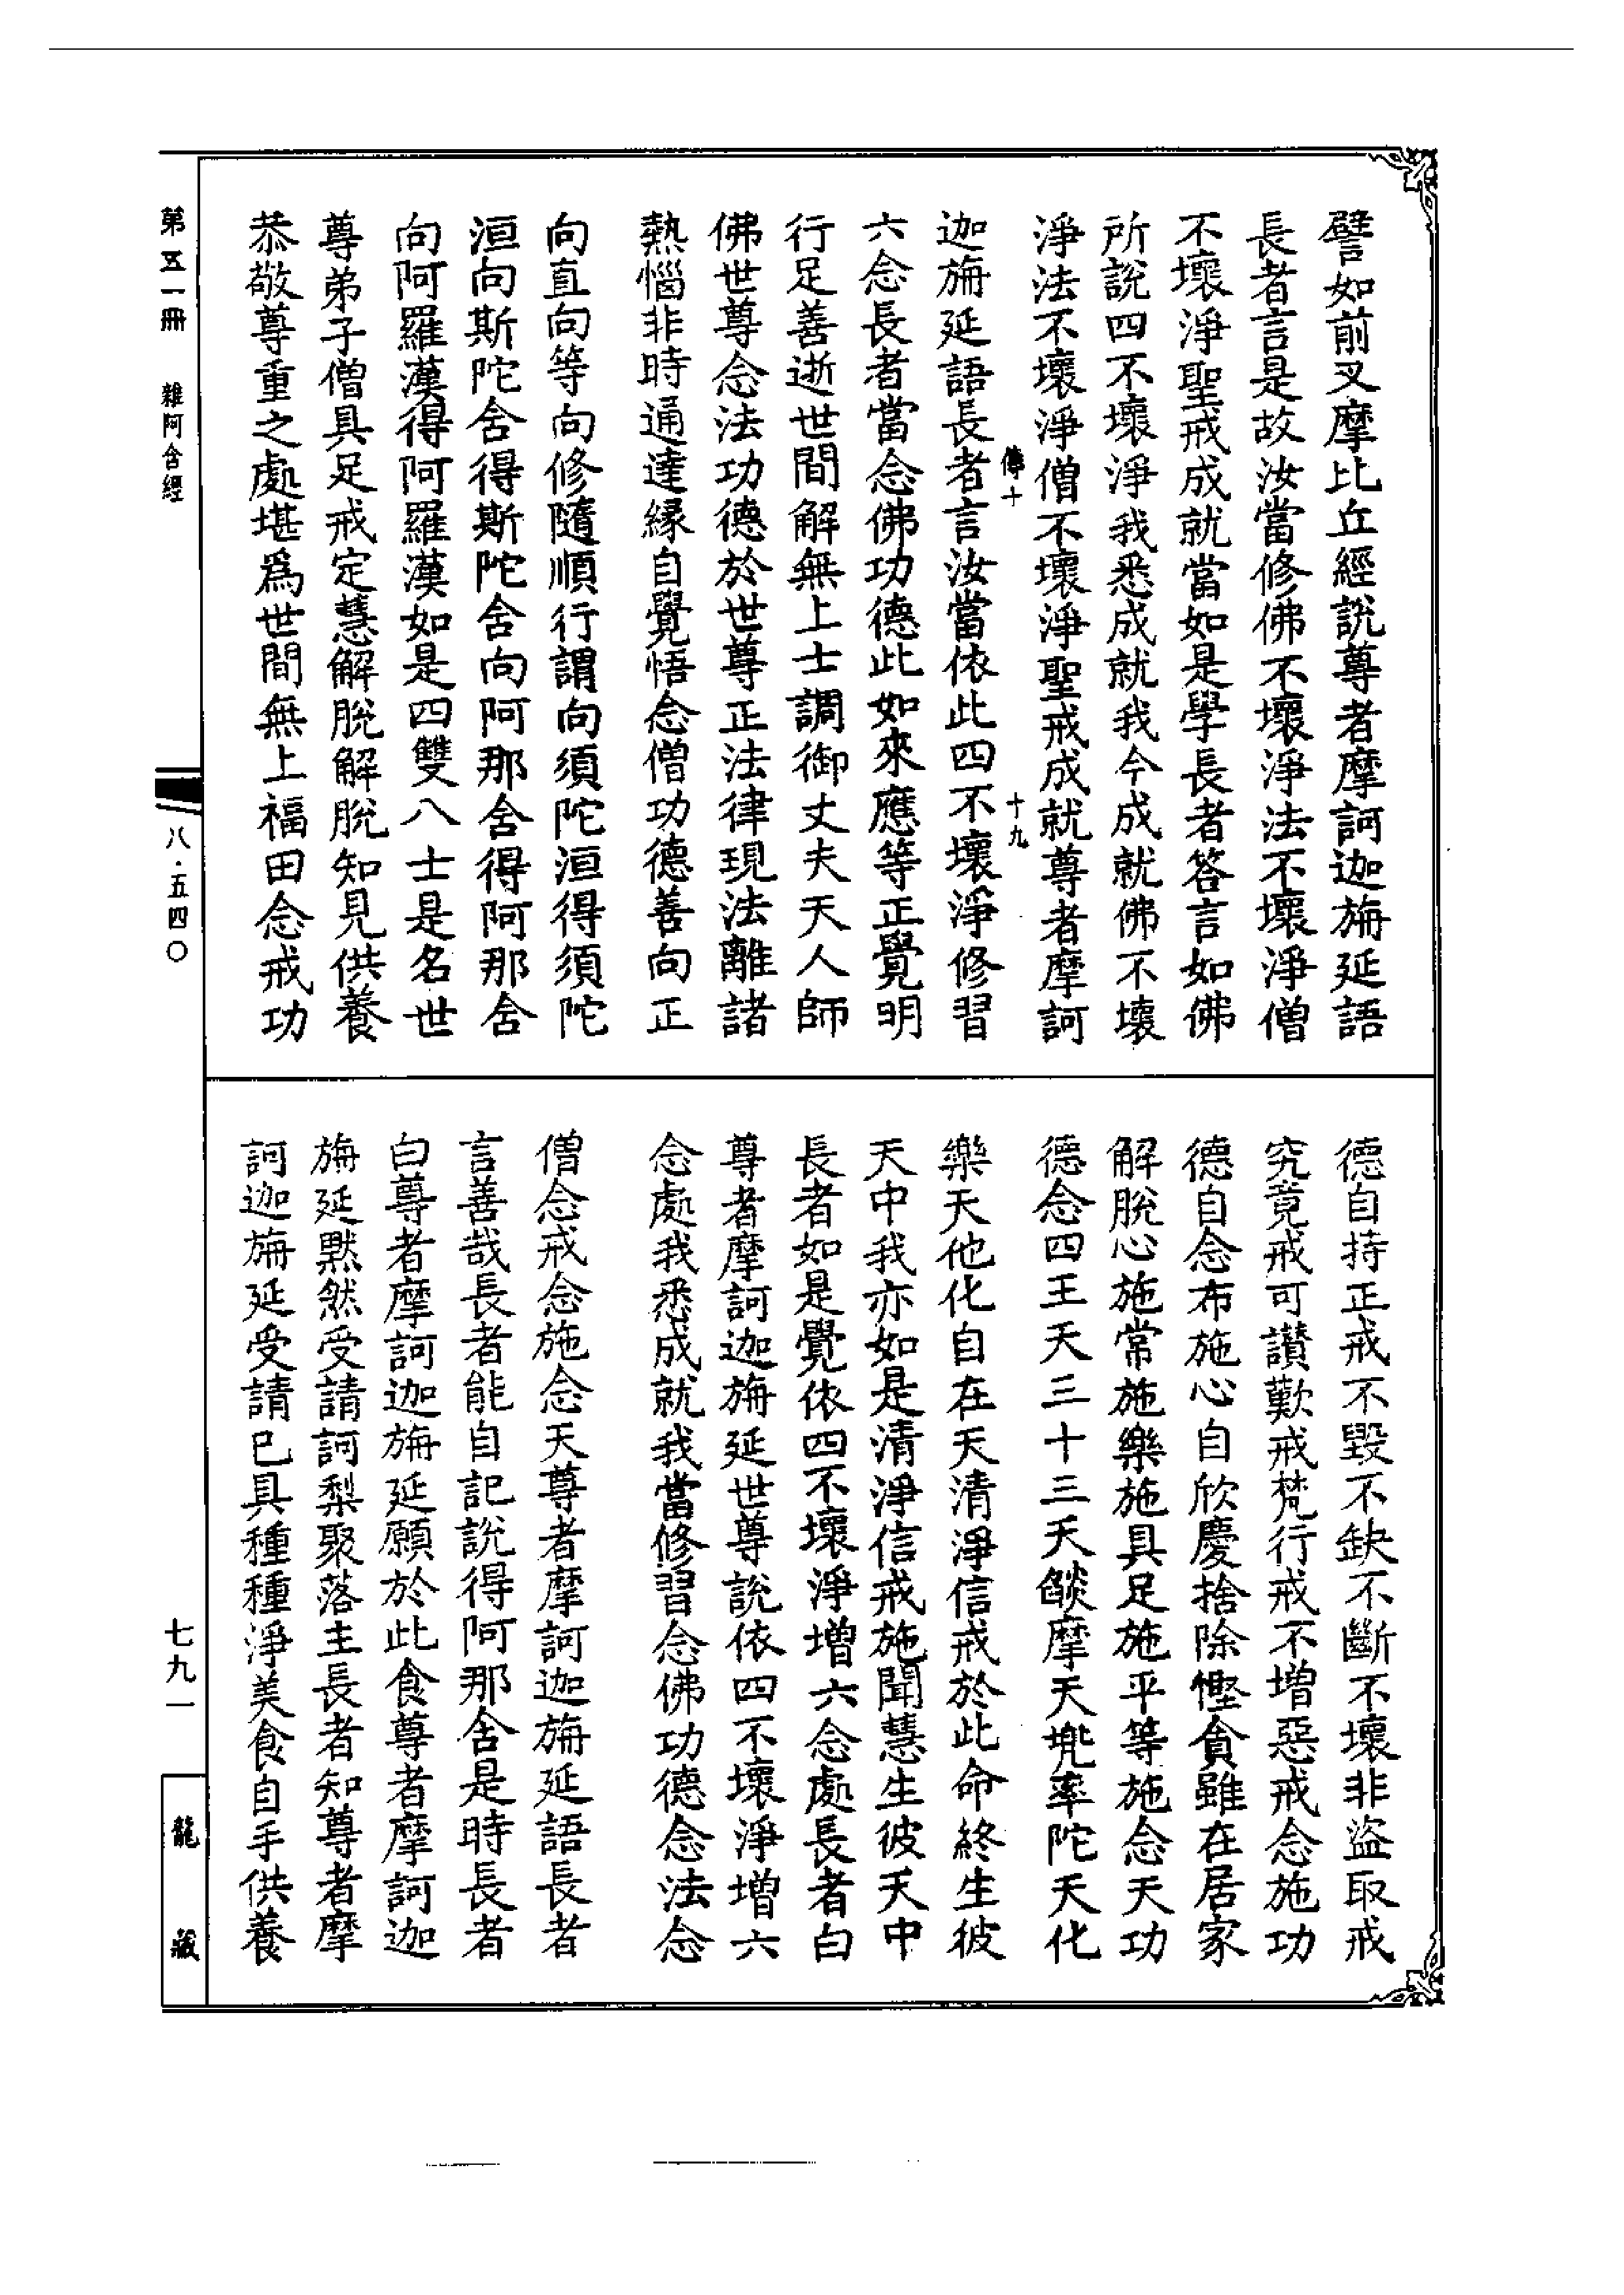 譬如前叉摩比丘經說尊者摩訶迦旃延語
長者言是故汝當修佛不壞淨法不壞淨僧
不壞淨聖戒成就當如是學長者答言如佛
所說四不壞淨我悉成就我今成就佛不壞
淨法不壞淨僧不壞淨聖戒成就尊者摩訶
傳十 十九
迦旃延語長者言汝當依此四不壞淨修習
六念長者當念佛功德此如來應等正覺明
行足善逝世間解無上士調御丈夫天人師
佛世尊念法功德於世尊正法律現法離諸
熱惱非時通達緣自覺悟念僧功德善向正
向直向等向修隨順行謂向須陀洹得須陀
洹向斯陀含得斯陀含向阿那含得阿那含
向阿羅漢得阿羅漢如是四雙八士是名世
尊弟子僧具足戒定慧解脫解脫知見供養
恭敬尊重之處堪爲世間無上福田念戒功
德自持正戒不毀不缺不斷不壞非盜取戒
究竟戒可讚歎戒梵行戒不增惡戒念施功
德自念布施心自欣慶捨除慳貪雖在居家
解脫心施常施樂施具足施平等施念天功
德念四王天三十三天燄摩天兜率陀天化
樂天他化自在天清淨信戒於此命終生彼
天中我亦如是清淨信戒施聞慧生彼天中
長者如是覺依四不壞淨增六念處長者白
尊者摩訶迦旃延世尊說依四不壞淨增六
念處我悉成就我當修習念佛功德念法念
僧念戒念施念天尊者摩訶迦旃延語長者
言善哉長者能自記說得阿那含是時長者
白尊者摩訶迦旃延願於此食尊者摩訶迦
旃延黙然受請訶梨聚落主長者知尊者摩
訶迦旃延受請已具種種淨美食自手供養
第五一冊 雜阿含經
八·五四〇
七九一
龍藏